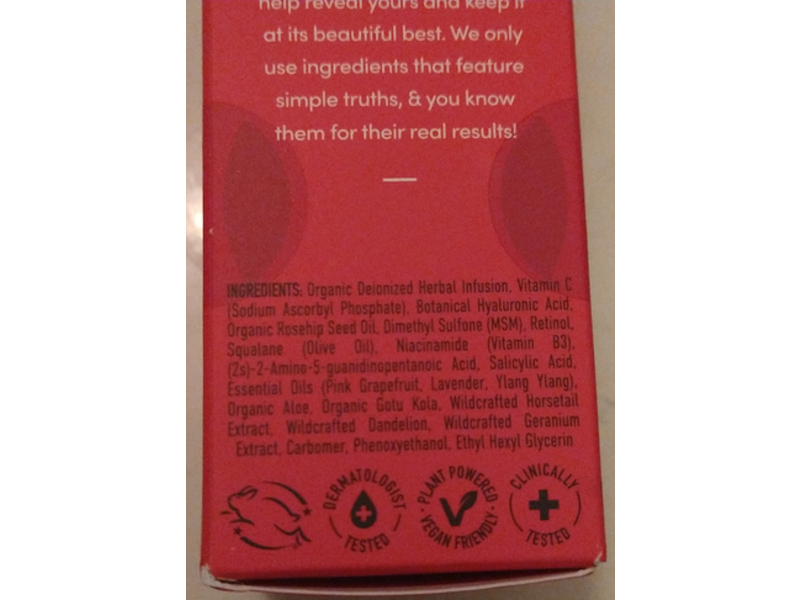 help reveal yours and keep it
at its beautiful best. We only
use ingredients that feature
simple truths, & you know
them for their real results!
INGREDIENTS: Organic Deionized Herbal Infusion, Vitamin C
(Sodium Ascorbyl Phosphate), Botanical Hyaluronic Acid,
Organic Rosehip Seed Oil, Dimethyl Sulfone (MSM), Retinol,
Squalane (Olive Oil), Niacinamide (Vitamin B3),
(2s)-2-Amino-5-guanidinopentanoic Acid, Salicylic Acid,
Essential Oils (Pink Grapefruit, Lavender, Ylang Ylang),
Organic Aloe, Organic Gotu Kola, Wildcrafted Horsetail
Extract, Wildcrafted Dandelion, Wildcrafted Geranium
Extract, Carbomer, Phenoxyethanol, Ethyl Hexyl Glycerin
DERMATOLOGIST
TESTED
PLANT POWERED
VEGAN FRIENDLY
CLINICALLY
TESTED